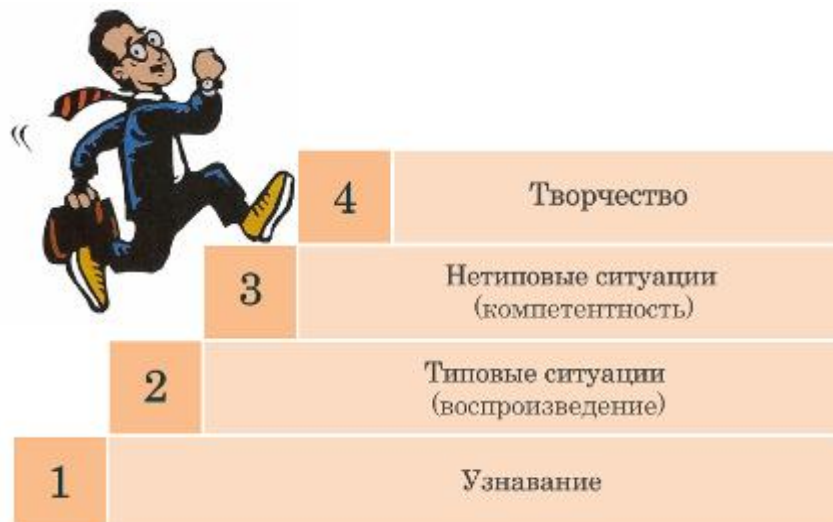 4
Творчество
3
Нетиповые ситуации
(компетентность)
2
Типовые ситуации
(воспроизведение)
1
Узнавание